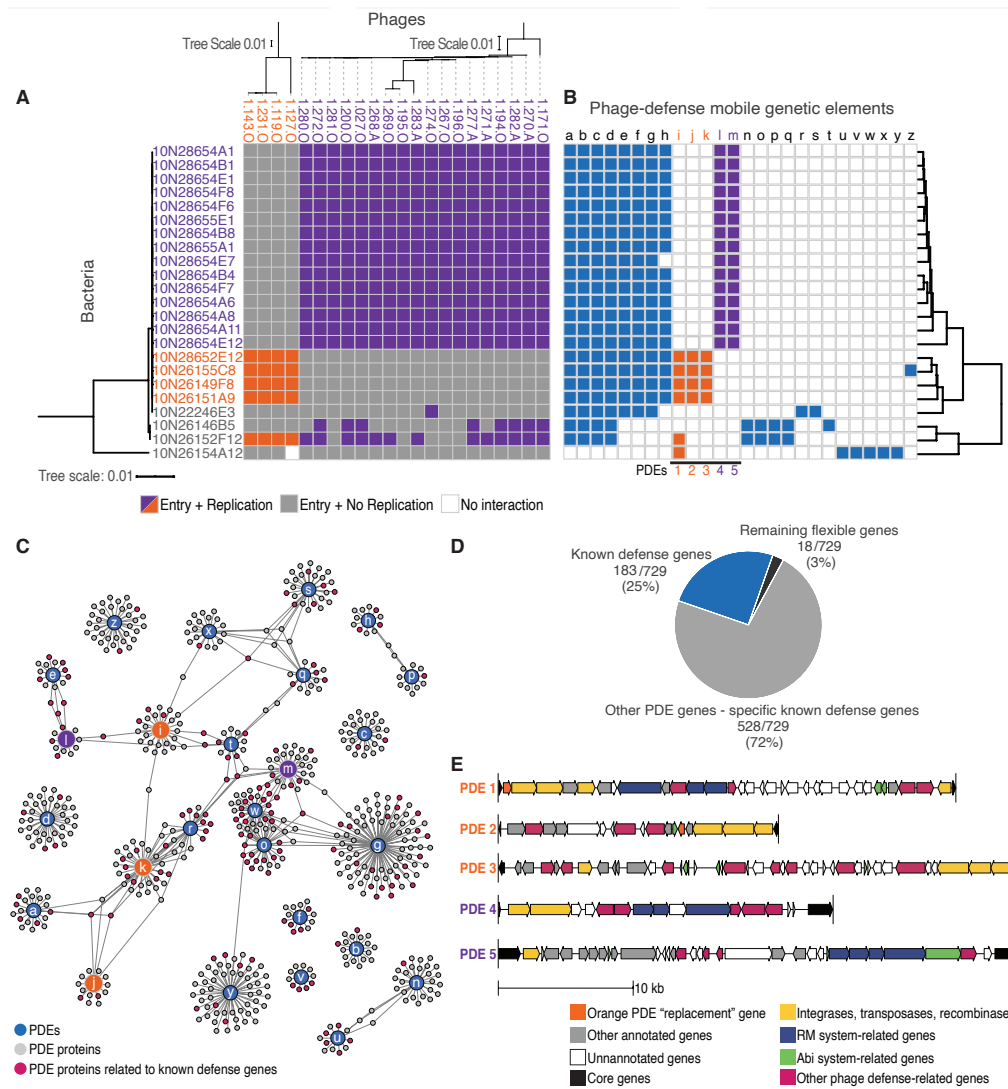 Phages
Tree Scale 0.01
Tree Scale 0.01
A
1.143.O
1.231.O
1.119.O
1.127.O
1.280.O
1.272.O
1.281.O
1.200.O
1.027.O
1.268.A
1.269.O
1.195.O
1.283.A
1.274.O
1.267.O
1.196.O
1.277.A
1.271.A
1.194.O
1.282.A
1.270.A
1.171.O
Bacteria
10N28654A1
10N28654B1
10N28654E1
10N28654F8
10N28654F6
10N28655E1
10N28654B8
10N28655A1
10N28654E7
10N28654B4
10N28654F7
10N28654A6
10N28654A8
10N28654A11
10N28654E12
10N28652E12
10N26155C8
10N26149F8
10N26151A9
10N22246E3
10N26146B5
10N26152F12
10N26154A12
Tree scale: 0.01
Entry + Replication
Entry + No Replication
No interaction
B
Phage-defense mobile genetic elements
a b c d e f g h i j k l m n o p q r s t u v w x y z
PDEs 1 2 3 4 5
C
s
z
x
h
e
q
p
i
l
t
c
m
d
w
r
o
g
k
a
f
b
j
v
y
n
u
PDEs
PDE proteins
PDE proteins related to known defense genes
D
Remaining flexible genes
18/729
(3%)
Known defense genes
183/729
(25%)
Other PDE genes - specific known defense genes
528/729
(72%)
E
PDE 1
PDE 2
PDE 3
PDE 4
PDE 5
10 kb
Orange PDE “replacement” gene
Other annotated genes
Unannotated genes
Core genes
Integrases, transposases, recombinase
RM system-related genes
Abi system-related genes
Other phage defense-related genes